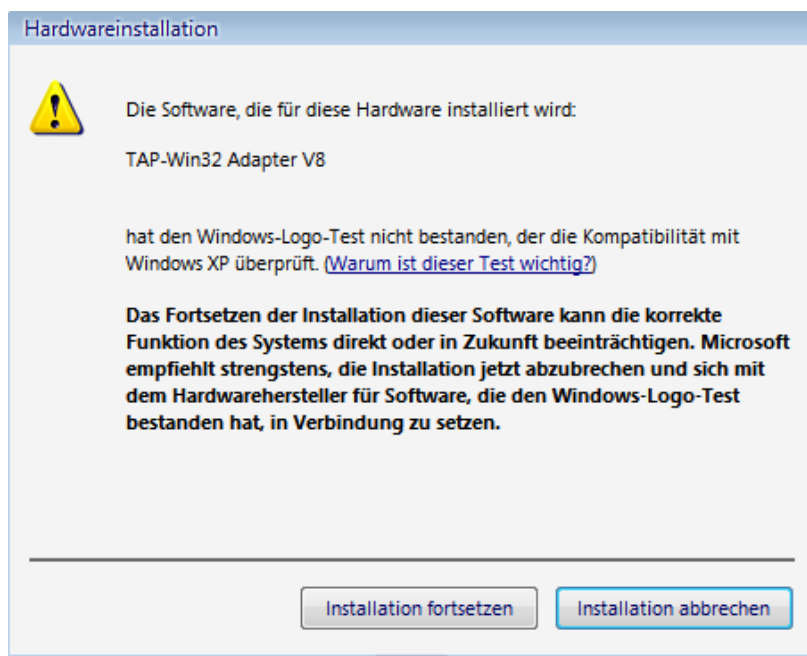 Hardwareinstallation
Die Software, die für diese Hardware installiert wird:
TAP-Win32 Adapter V8
hat den Windows-Logo-Test nicht bestanden, der die Kompatibilität mit
Windows XP überprüft. (Warum ist dieser Test wichtig?)
Das Fortsetzen der Installation dieser Software kann die korrekte
Funktion des Systems direkt oder in Zukunft beeinträchtigen. Microsoft
empfiehlt strengstens, die Installation jetzt abzubrechen und sich mit
dem Hardwarehersteller für Software, die den Windows-Logo-Test
bestanden hat, in Verbindung zu setzen.
Installation fortsetzen
Installation abbrechen